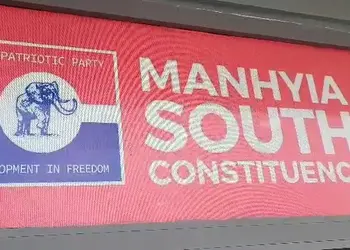 PATRIOTIC PARTY
OPMENT IN FREEDOM
MANHYIA
SOUTH
CONSTITUENC